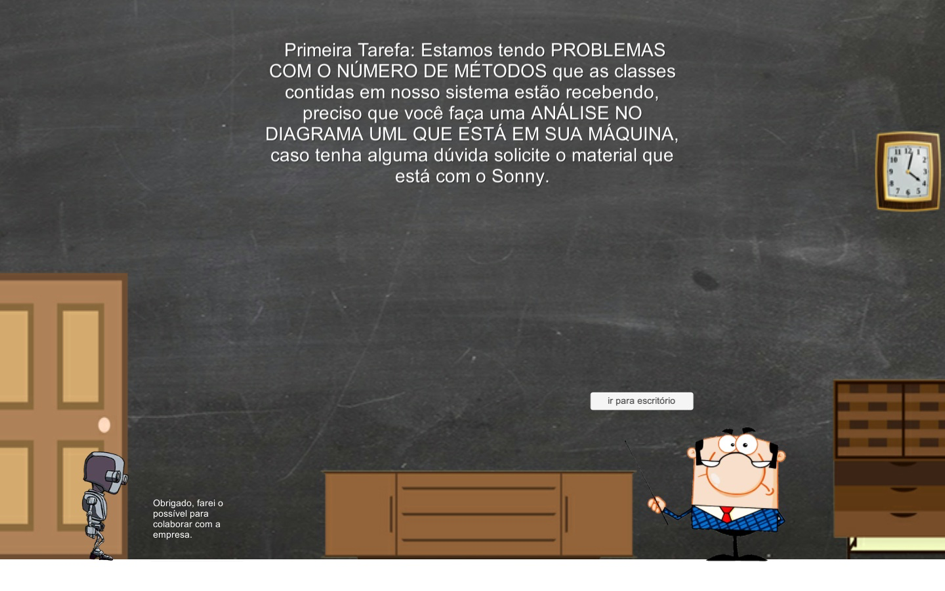 Primeira Tarefa: Estamos tendo PROBLEMAS
COM O NÚMERO DE MÉTODOS que as classes
contidas em nosso sistema estão recebendo,
preciso que você faça uma ANÁLISE NO
DIAGRAMA UML QUE ESTÁ EM SUA MÁQUINA,
caso tenha alguma dúvida solicite o material que
está com o Sonny.
ir para escritório
Obrigado, farei o
possível para
colaborar com a
empresa.